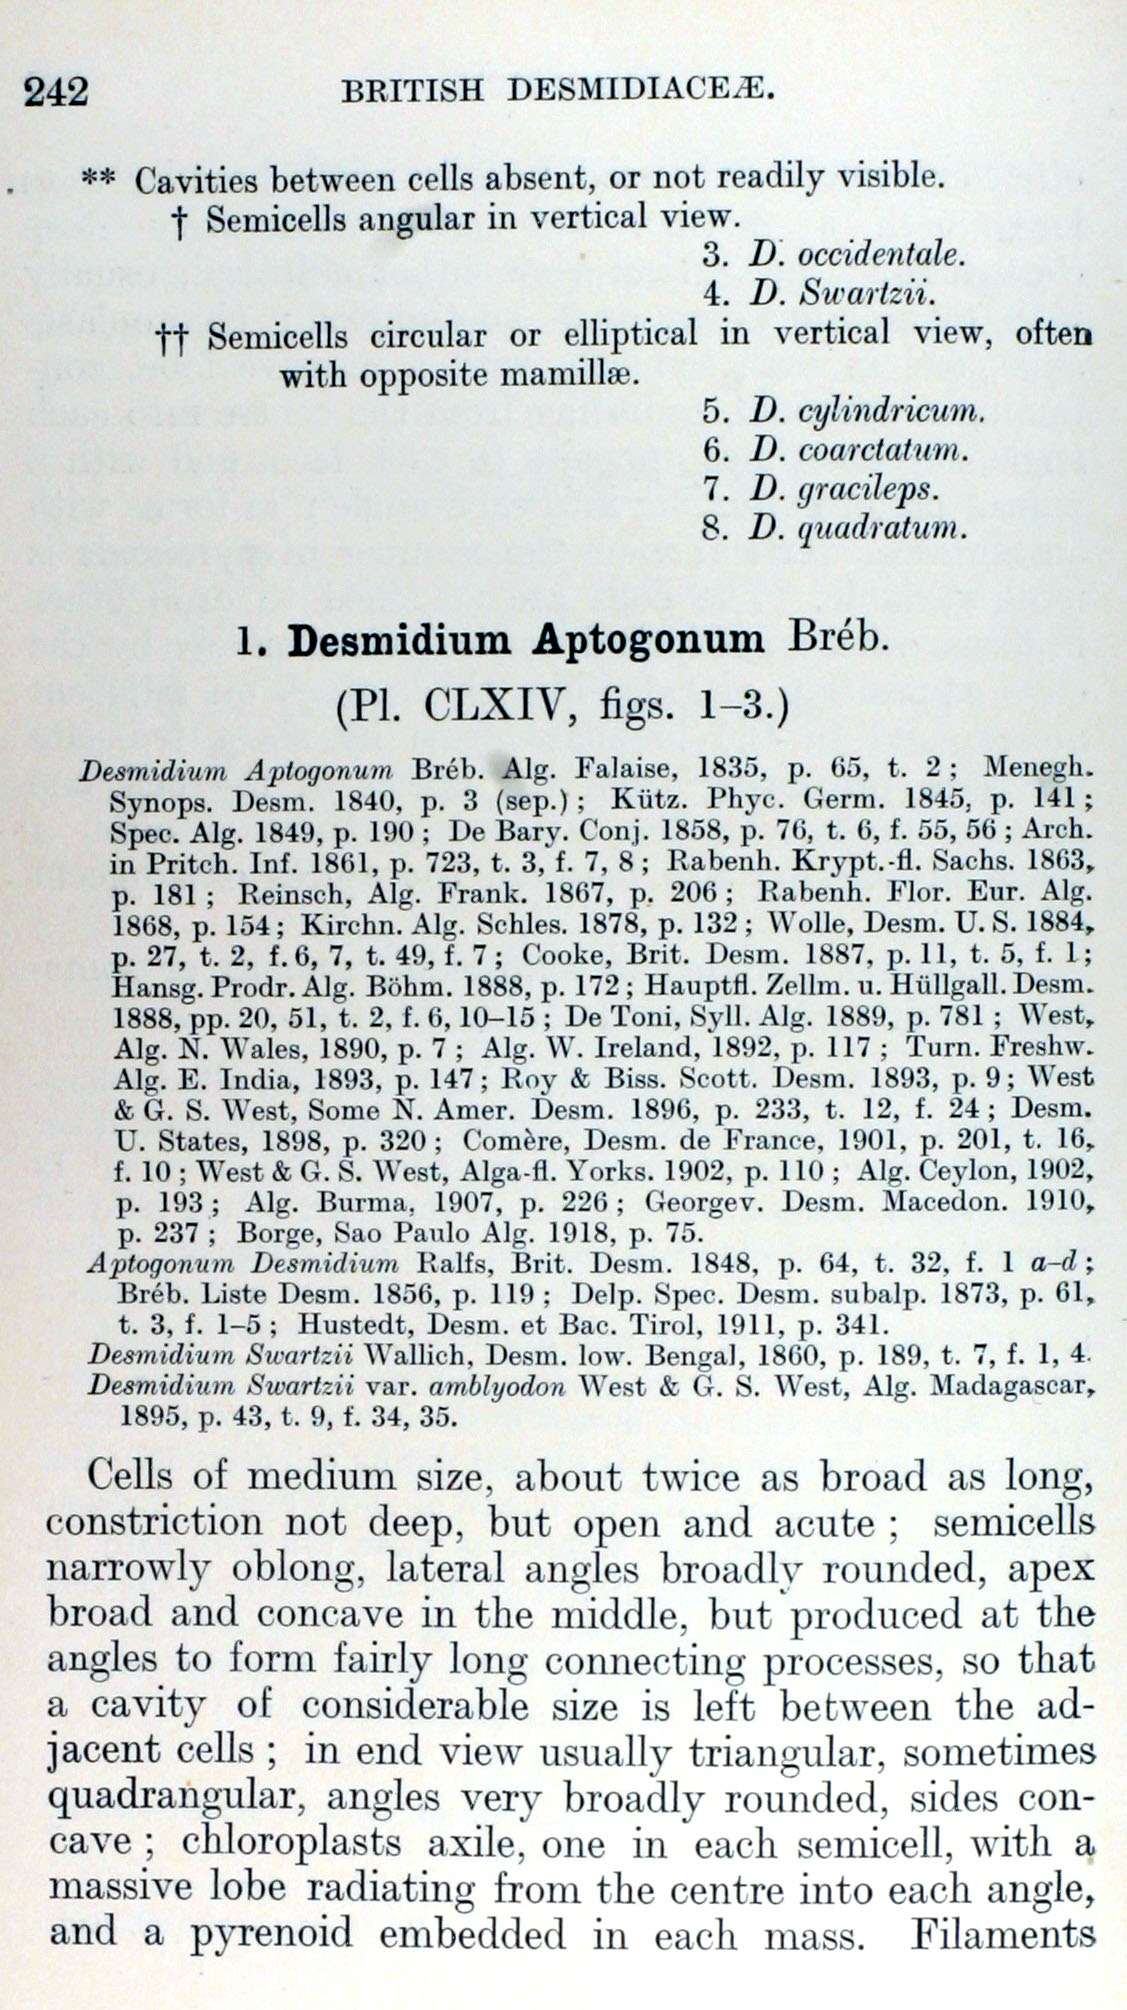 242 BRITISH DESMIDIACEÆ.
** Cavities between cells absent, or not readily visible.
† Semicells angular in vertical view.
3. D. occidentale.
4. D. Swartzii.
†† Semicells circular or elliptical in vertical view, often
with opposite mamillæ.
5. D. cylindricum.
6. D. coarctatum.
7. D. gracileps.
8. D. quadratum.
1. Desmidium Aptogonum Bréb.
(Pl. CLXIV, figs. 1–3.)
Desmidium Aptogonum Bréb. Alg. Falaise, 1835, p. 65, t. 2 ; Menegh.
Synops. Desm. 1840, p. 3 (sep.) ; Kütz. Phyc. Germ. 1845, p. 141 ;
Spec. Alg. 1849, p. 190 ; De Bary. Conj. 1858, p. 76, t. 6, f. 55, 56 ; Arch.
in Pritch. Inf. 1861, p. 723, t. 3, f. 7, 8 ; Rabenh. Krypt.-fl. Sachs. 1863,
p. 181 ; Reinsch, Alg. Frank. 1867, p. 206 ; Rabenh. Flor. Eur. Alg.
1868, p. 154 ; Kirchn. Alg. Schles. 1878, p. 132 ; Wolle, Desm. U. S. 1884,
p. 27, t. 2, f. 6, 7, t. 49, f. 7 ; Cooke, Brit. Desm. 1887, p. 11, t. 5, f. 1 ;
Hansg. Prodr. Alg. Böhm. 1888, p. 172 ; Hauptfl. Zellm. u. Hüllgall. Desm.
1888, pp. 20, 51, t. 2, f. 6, 10–15 ; De Toni, Syll. Alg. 1889, p. 781 ; West,
Alg. N. Wales, 1890, p. 7 ; Alg. W. Ireland, 1892, p. 117 ; Turn. Freshw.
Alg. E. India, 1893, p. 147 ; Roy & Biss. Scott. Desm. 1893, p. 9 ; West
& G. S. West, Some N. Amer. Desm. 1896, p. 233, t. 12, f. 24 ; Desm.
U. States, 1898, p. 320 ; Comère, Desm. de France, 1901, p. 201, t. 16,
f. 10 ; West & G. S. West, Alga-fl. Yorks. 1902, p. 110 ; Alg. Ceylon, 1902,
p. 193 ; Alg. Burma, 1907, p. 226 ; Georgev. Desm. Macedon. 1910,
p. 237 ; Borge, Sao Paulo Alg. 1918, p. 75.
Aptogonum Desmidium Ralfs, Brit. Desm. 1848, p. 64, t. 32, f. 1 a–d ;
Bréb. Liste Desm. 1856, p. 119 ; Delp. Spec. Desm. subalp. 1873, p. 61,
t. 3, f. 1–5 ; Hustedt, Desm. et Bac. Tirol, 1911, p. 341.
Desmidium Swartzii Wallich, Desm. low. Bengal, 1860, p. 189, t. 7, f. 1, 4.
Desmidium Swartzii var. amblyodon West & G. S. West, Alg. Madagascar,
1895, p. 43, t. 9, f. 34, 35.
Cells of medium size, about twice as broad as long,
constriction not deep, but open and acute ; semicells
narrowly oblong, lateral angles broadly rounded, apex
broad and concave in the middle, but produced at the
angles to form fairly long connecting processes, so that
a cavity of considerable size is left between the ad-
jacent cells ; in end view usually triangular, sometimes
quadrangular, angles very broadly rounded, sides con-
cave ; chloroplasts axile, one in each semicell, with a
massive lobe radiating from the centre into each angle,
and a pyrenoid embedded in each mass. Filaments